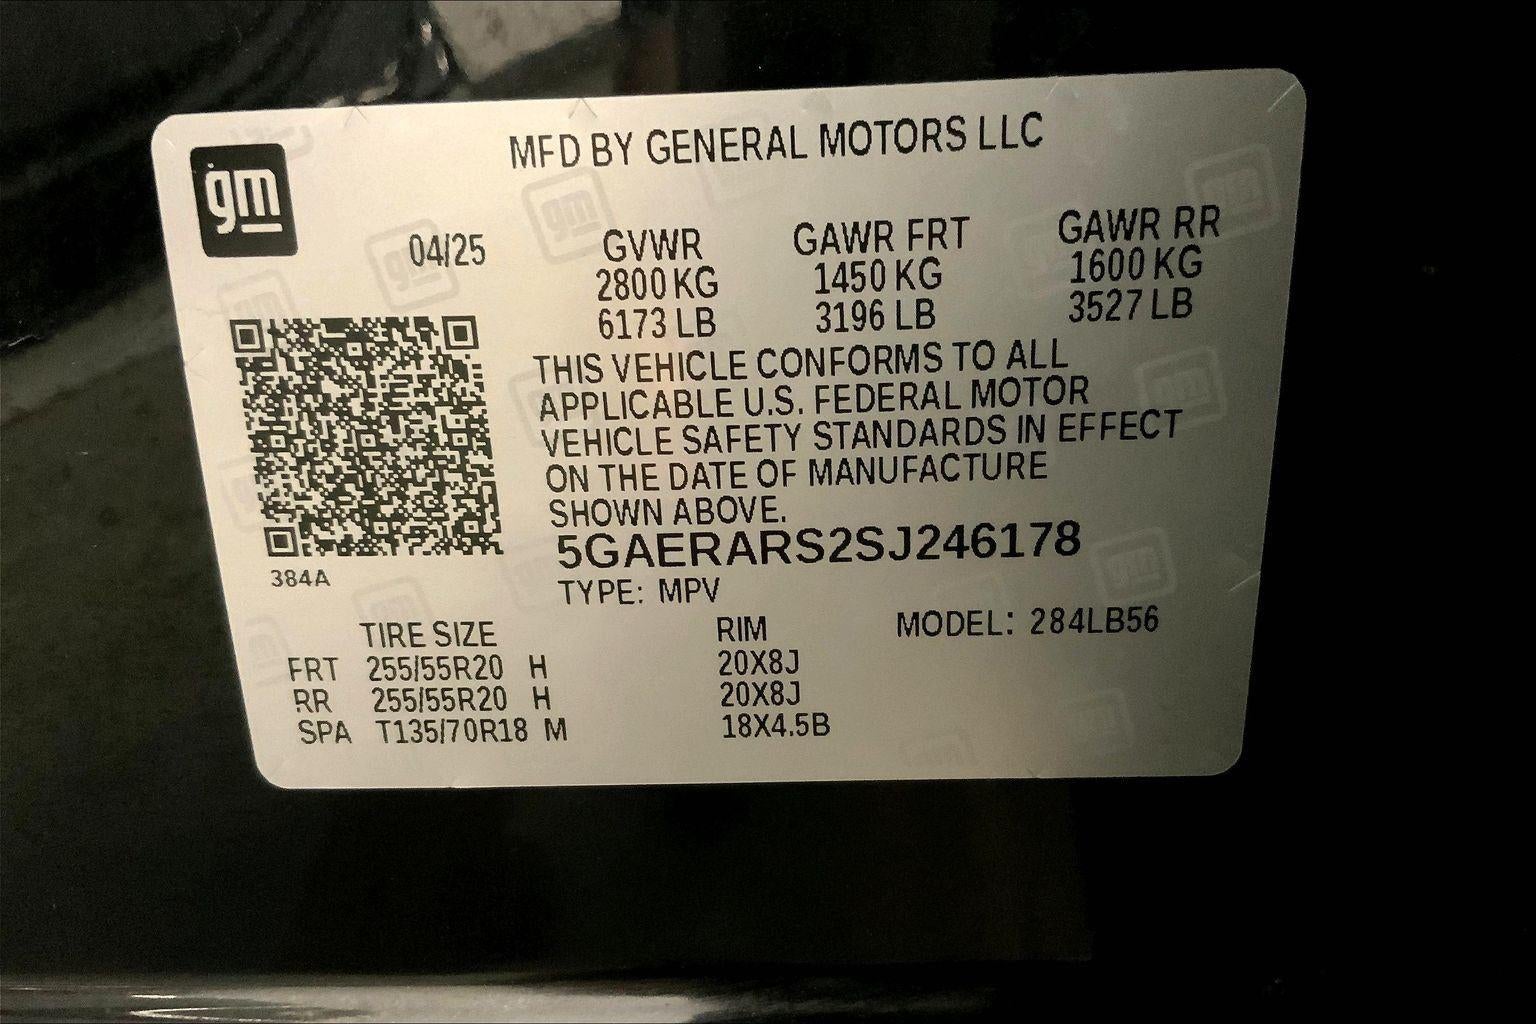 gm
MFD BY GENERAL MOTORS LLC
04/25 GVWR GAWR FRT GAWR RR
2800 KG 1450 KG 1600 KG
6173 LB 3196 LB 3527 LB
THIS VEHICLE CONFORMS TO ALL
APPLICABLE U.S. FEDERAL MOTOR
VEHICLE SAFETY STANDARDS IN EFFECT
ON THE DATE OF MANUFACTURE
SHOWN ABOVE.
5GAERARS2SJ246178
384A
TYPE: MPV
TIRE SIZE RIM MODEL: 284LB56
FRT 255/55R20 H 20X8J
RR 255/55R20 H 20X8J
SPA T135/70R18 M 18X4.5B